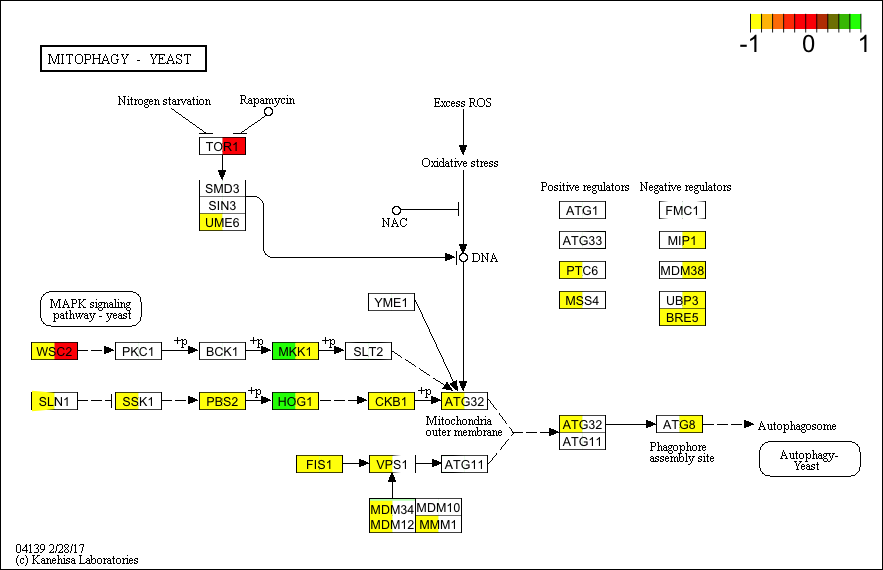 -1 0 1
MITOPHAGY - YEAST
Nitrogen starvation
Rapamycin
Excess ROS
TOR1
Oxidative stress
SMD3
SIN3
UME6
NAC
DNA
Positive regulators
Negative regulators
ATG1
FMC1
ATG33
MIP1
PTC6
MDM38
MSS4
UBP3
BRE5
MAPK signaling
pathway - yeast
YME1
WSC2
PKC1
+p
BCK1
+p
MKK1
+p
SLT2
SLN1
SSK1
PBS2
+p
HOG1
CKB1
+p
ATG32
Mitochondria
outer membrane
ATG32
ATG11
ATG8
Autophagosome
Phagophore
assembly site
Autophagy-
Yeast
FIS1
VPS1
ATG11
MDM34
MDM10
MDM12
MMM1
04139 2/28/17
(c) Kanehisa Laboratories